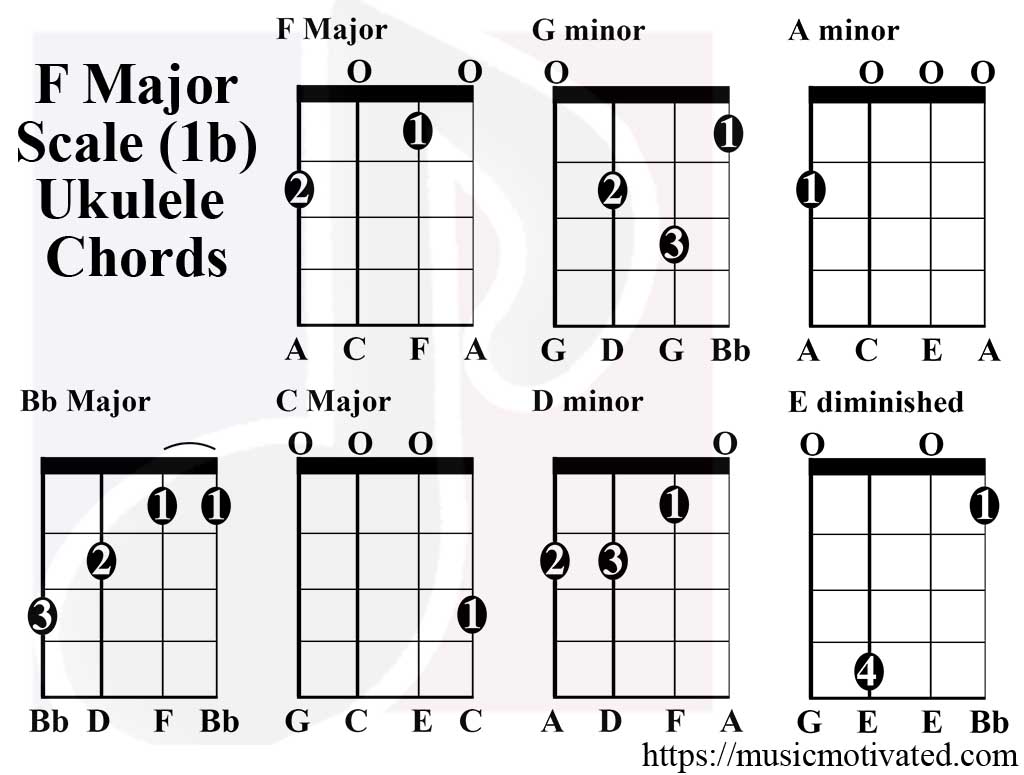 F Major
Scale (1b)
Ukulele
Chords
F Major
O O
1
2
A C F A
G minor
O
1
2
3
G D G Bb
A minor
O O O
1
A C E A
Bb Major
1 1
2
3
Bb D F Bb
C Major
O O O
1
G C E C
D minor
O
1
2 3
A D F A
E diminished
O O
1
4
G E E Bb
https://musicmotivated.com